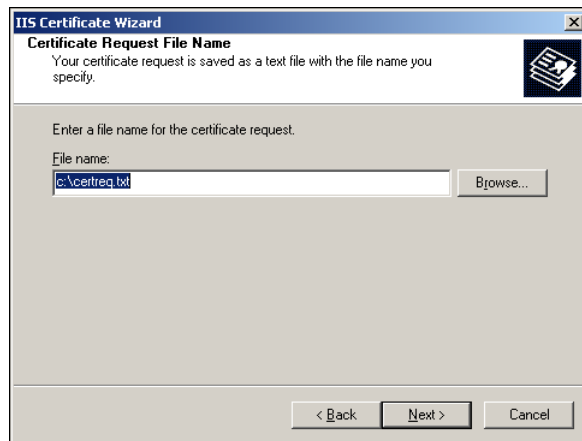 IIS Certificate Wizard
Certificate Request File Name
Your certificate request is saved as a text file with the file name you
specify.
Enter a file name for the certificate request.
File name:
c:\certreq.txt
Browse...
< Back
Next >
Cancel